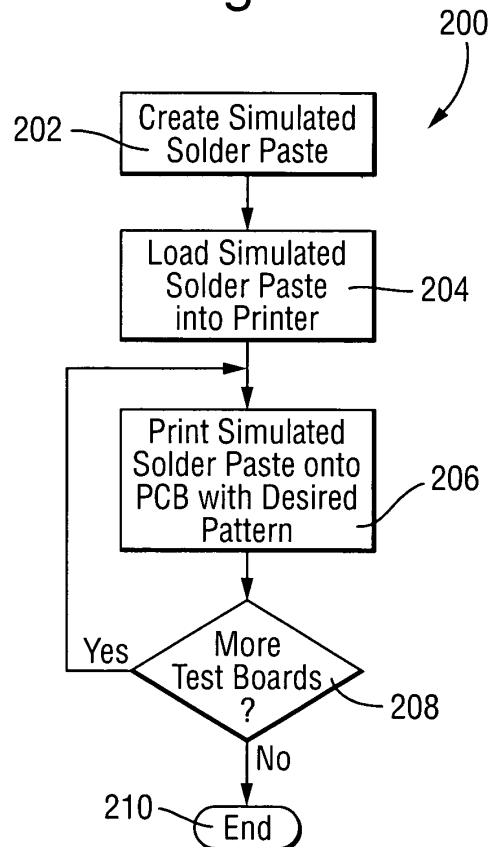 200
202
Create Simulated
Solder Paste
Load Simulated
Solder Paste
into Printer
204
Print Simulated
Solder Paste onto
PCB with Desired
Pattern
206
Yes
More
Test Boards
?
208
No
210
End